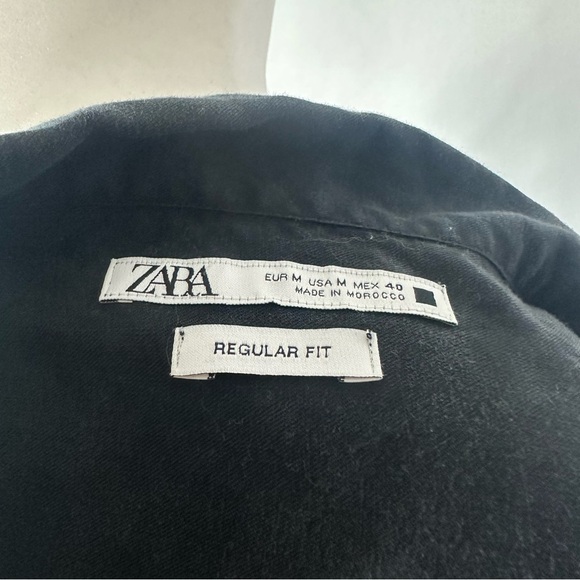 ZARA
EUR M USA M MEX 40
MADE IN MOROCCO
REGULAR FIT